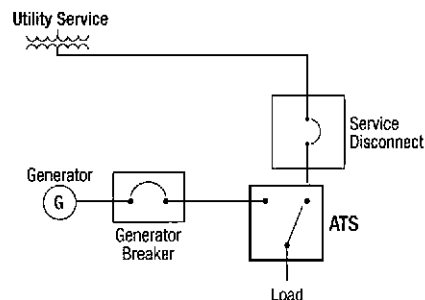 Utility Service
Service
Disconnect
Generator
G
Generator
Breaker
ATS
Load